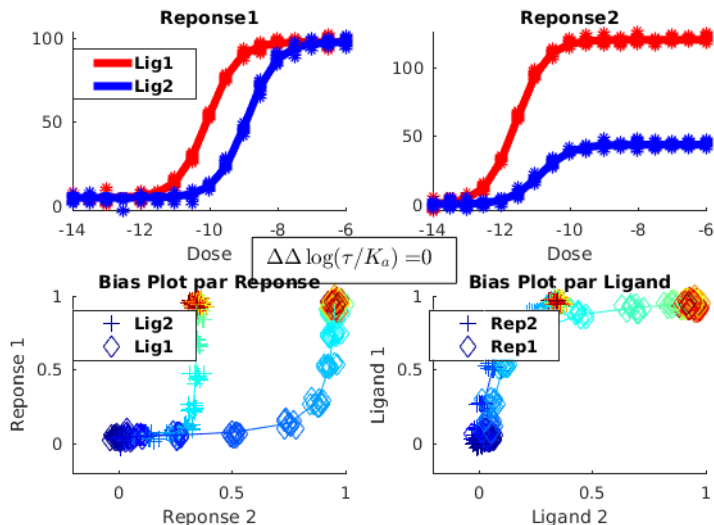 Reponse1
100
50
0
-14
-12
-10
-8
-6
Dose
Lig1
Lig2
Reponse2
100
50
0
-14
-12
-10
-8
-6
Dose
ΔΔ log(τ/K_a) =0
Bias Plot par Reponse
Reponse 1
1
0.5
0
0
0.5
1
Reponse 2
Lig2
Lig1
Bias Plot par Ligand
Ligand 1
1
0.5
0
0
0.5
1
Ligand 2
Rep2
Rep1